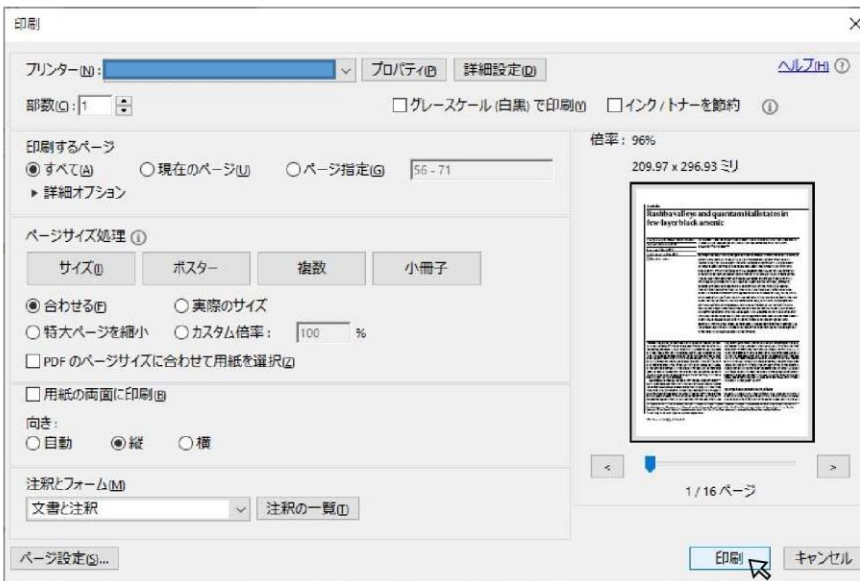 印刷
プリンター(N): プロパティ(P) 詳細設定(D) ヘルプ(H)
部数(C): 1 グレースケール (白黒) で印刷(Y) インク / トナーを節約
印刷するページ
すべて(A) 現在のページ(U) ページ指定(G) 56 - 71
詳細オプション
ページサイズ処理
サイズ(I) ポスター 複数 小冊子
合わせる(F) 実際のサイズ
特大ページを縮小 カスタム倍率: 100 %
PDF のページサイズに合わせて用紙を選択(Z)
用紙の両面に印刷(B)
向き:
自動 縦 横
注釈とフォーム(M)
文書と注釈 注釈の一覧(T)
倍率: 96%
209.97 x 296.93 ミリ
Rashba valleys and quantum Hall states in
few-layer black arsenic
< >
1 / 16 ページ
ページ設定(S)... 印刷 キャンセル